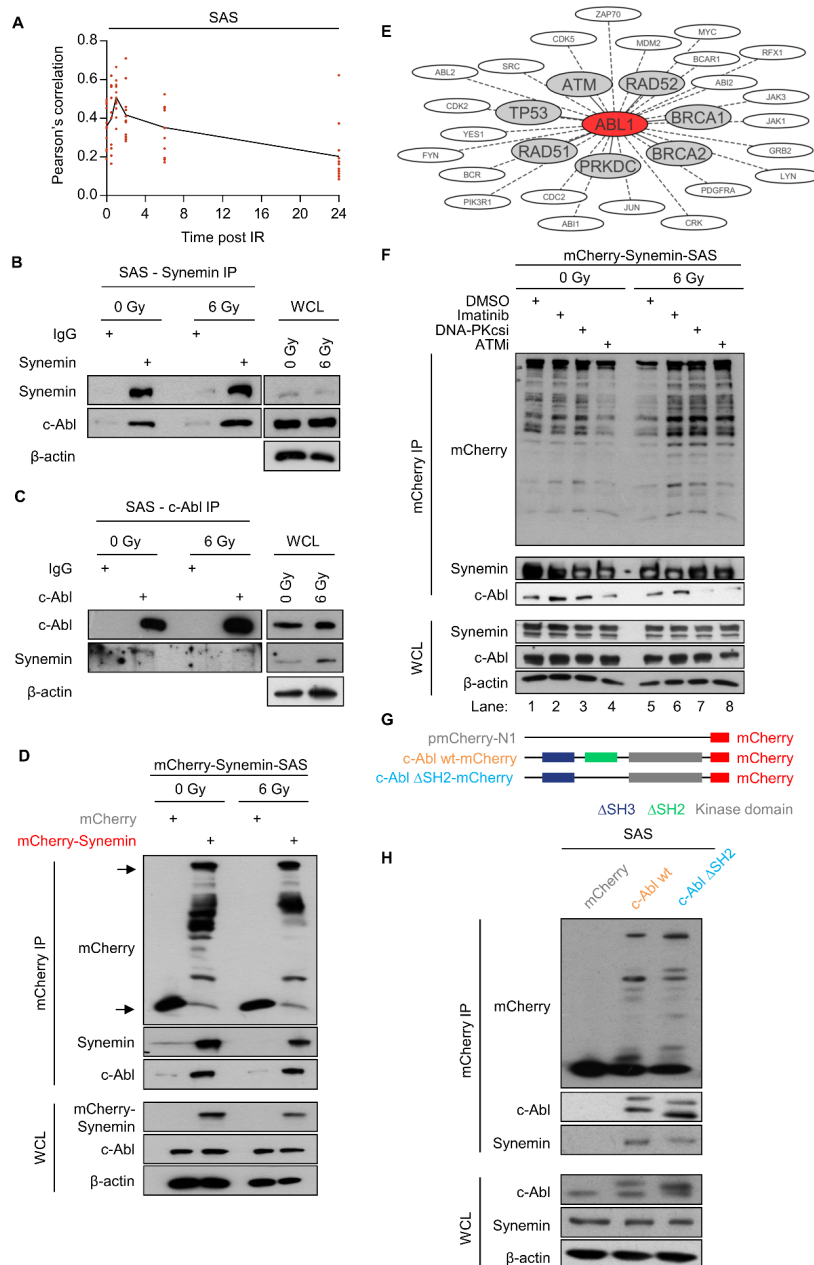 A
SAS
Pearson's correlation
0.8
0.6
0.4
0.2
0.0
0 4 8 12 16 20 24
Time post IR
B
SAS - Synemin IP
0 Gy 6 Gy WCL
IgG + +
Synemin + + 0 Gy 6 Gy
Synemin
c-Abl
β-actin
C
SAS - c-Abl IP
0 Gy 6 Gy WCL
IgG + +
c-Abl + + 0 Gy 6 Gy
c-Abl
Synemin
β-actin
D
mCherry-Synemin-SAS
0 Gy 6 Gy
mCherry + +
mCherry-Synemin + +
mCherry IP
mCherry
Synemin
c-Abl
WCL
mCherry-
Synemin
c-Abl
β-actin
E
ZAP70
CDK5
MYC
MDM2
RFX1
SRC
BCAR1
ABL2
ATM
RAD52
ABI2
JAK3
CDK2
TP53
ABL1
BRCA1
JAK1
YES1
FYN
RAD51
PRKDC
BRCA2
GRB2
BCR
LYN
PIK3R1
CDC2
PDGFRA
JUN
ABI1
CRK
F
mCherry-Synemin-SAS
0 Gy 6 Gy
DMSO + +
Imatinib + +
DNA-PKcsi + +
ATMi + +
mCherry IP
mCherry
Synemin
c-Abl
WCL
Synemin
c-Abl
β-actin
Lane: 1 2 3 4 5 6 7 8
G
pmCherry-N1 mCherry
c-Abl wt-mCherry mCherry
c-Abl ΔSH2-mCherry mCherry
ΔSH3 ΔSH2 Kinase domain
H
SAS
mCherry
c-Abl wt
c-Abl ΔSH2
mCherry IP
mCherry
c-Abl
Synemin
WCL
c-Abl
Synemin
β-actin